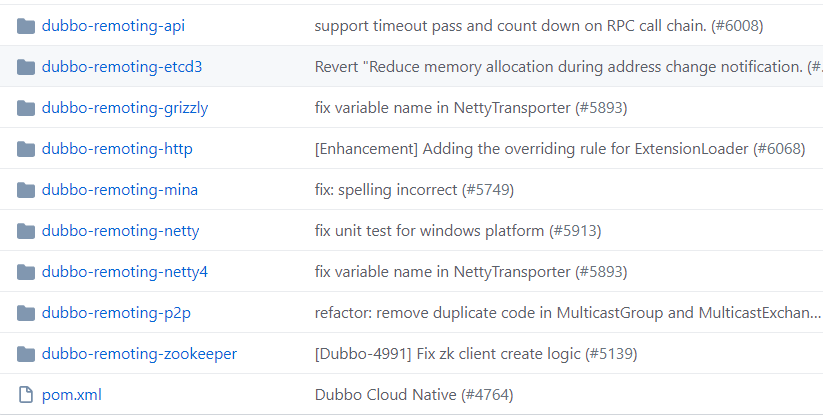 dubbo-remoting-api support timeout pass and count down on RPC call chain. (#6008)
dubbo-remoting-etcd3 Revert "Reduce memory allocation during address change notification. (#...
dubbo-remoting-grizzly fix variable name in NettyTransporter (#5893)
dubbo-remoting-http [Enhancement] Adding the overriding rule for ExtensionLoader (#6068)
dubbo-remoting-mina fix: spelling incorrect (#5749)
dubbo-remoting-netty fix unit test for windows platform (#5913)
dubbo-remoting-netty4 fix variable name in NettyTransporter (#5893)
dubbo-remoting-p2p refactor: remove duplicate code in MulticastGroup and MulticastExchan...
dubbo-remoting-zookeeper [Dubbo-4991] Fix zk client create logic (#5139)
pom.xml Dubbo Cloud Native (#4764)